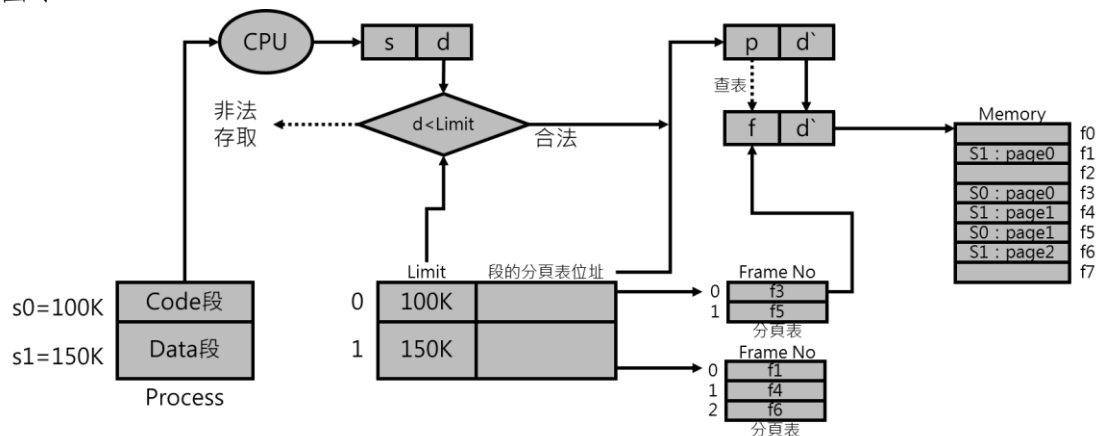 CPU
s d
p d`
查表
非法
存取
d<Limit
合法
f d`
Memory
f0
S1：page0 f1
f2
S0：page0 f3
S1：page1 f4
S0：page1 f5
S1：page2 f6
f7
Limit 段的分頁表位址
s0=100K Code段
s1=150K Data段
Process
0 100K
1 150K
Frame No
0 f3
1 f5
分頁表
Frame No
0 f1
1 f4
2 f6
分頁表